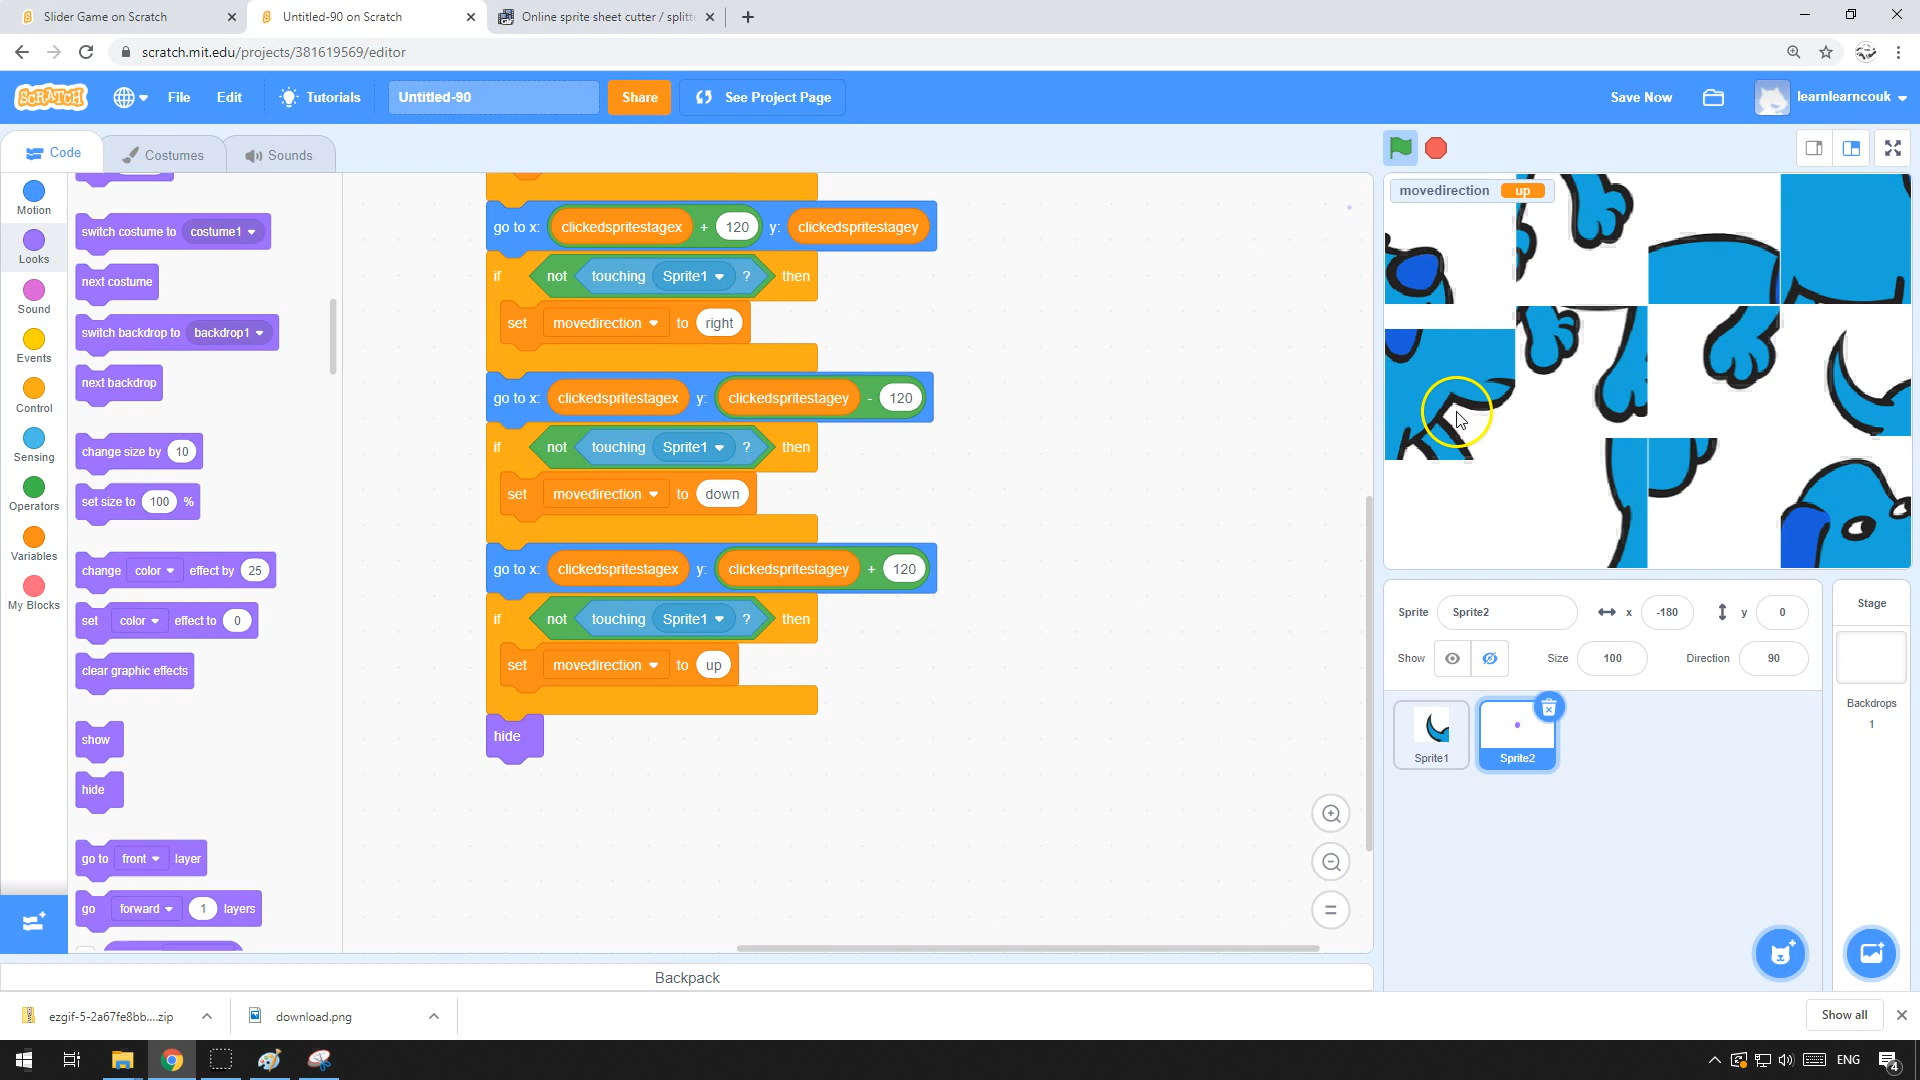 Slider Game on Scratch
Untitled-90 on Scratch
Online sprite sheet cutter / splitt
scratch.mit.edu/projects/381619569/editor
SCRATCH
File
Edit
Tutorials
Untitled-90
Share
See Project Page
Save Now
learnlearncouk
Code
Costumes
Sounds
Motion
Looks
Sound
Events
Control
Sensing
Operators
Variables
My Blocks
switch costume to costume1
next costume
switch backdrop to backdrop1
next backdrop
change size by 10
set size to 100 %
change color effect by 25
set color effect to 0
clear graphic effects
show
hide
go to front layer
go forward 1 layers
go to x: clickedspritestagex + 120 y: clickedspritestagey
if not touching Sprite1 ? then
set movedirection to right
go to x: clickedspritestagex y: clickedspritestagey - 120
if not touching Sprite1 ? then
set movedirection to down
go to x: clickedspritestagex y: clickedspritestagey + 120
if not touching Sprite1 ? then
set movedirection to up
hide
movedirection up
Sprite Sprite2 x -180 y 0
Show Size 100 Direction 90
Sprite1
Sprite2
Stage
Backdrops
1
Backpack
ezgif-5-2a67fe8bb....zip
download.png
Show all
ENG
4